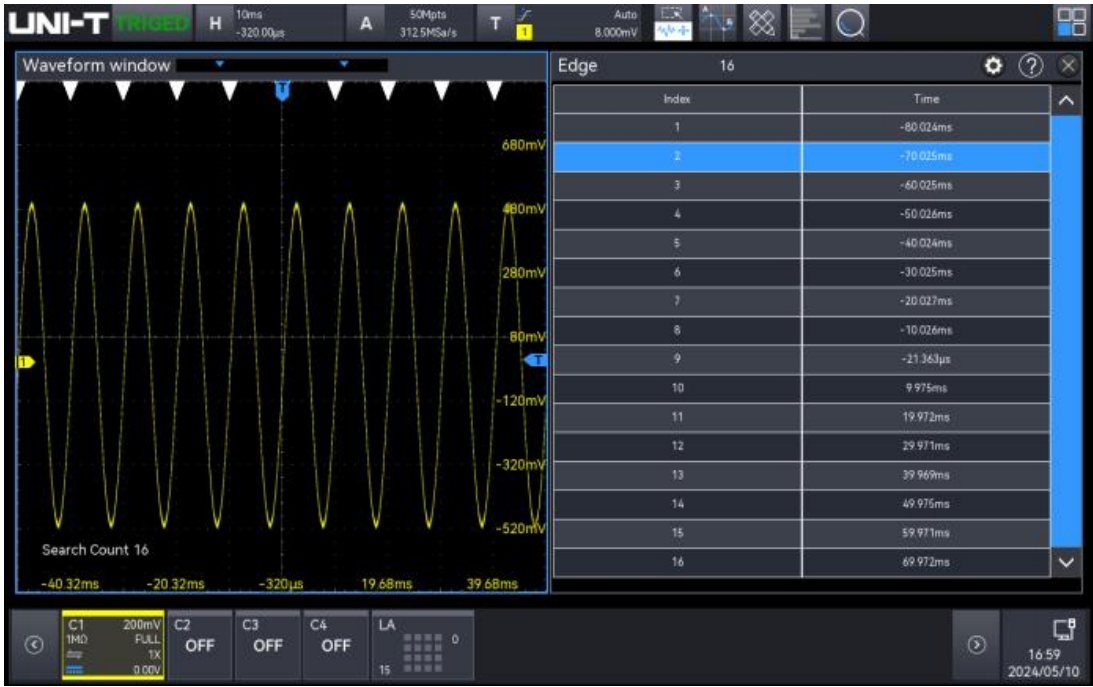 UNI-T TRIGED H 10ms -320.00µs A 50Mpts 312.5MSa/s T 1 Auto 8.000mV
Waveform window
T
680mV
480mV
280mV
80mV
1 T
-120mV
-320mV
-520mV
Search Count 16
-40.32ms -20.32ms -320µs 19.68ms 39.68ms
Edge 16 ?
Index Time
1 -80.024ms
2 -70.025ms
3 -60.025ms
4 -50.026ms
5 -40.024ms
6 -30.025ms
7 -20.027ms
8 -10.026ms
9 -21.363µs
10 9.975ms
11 19.972ms
12 29.971ms
13 39.969ms
14 49.975ms
15 59.971ms
16 69.972ms
C1 200mV
1MΩ FULL
1X
0.00V
C2
OFF
C3
OFF
C4
OFF
LA
0
15
16:59
2024/05/10